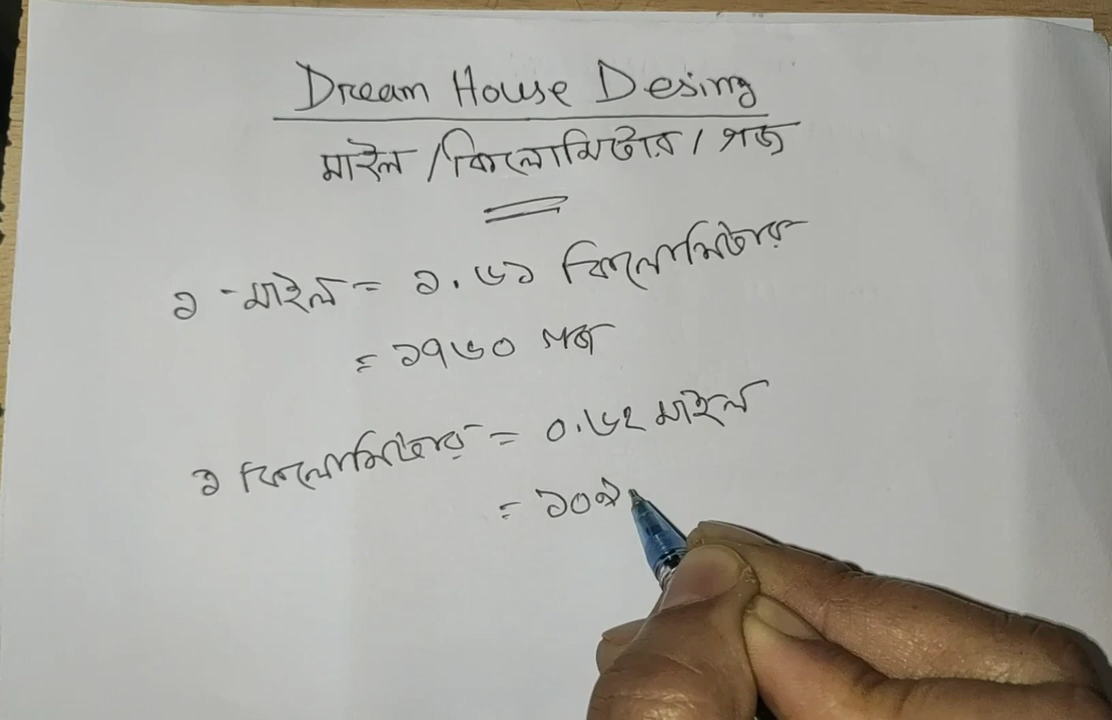 Dream House Desing
মাইল /কিলোমিটার / গজ
১ - মাইল = ১.৬১ কিলোমিটার
= ১৭৬০ গজ
১ কিলোমিটার = ০.৬২ মাইল
= ১০৯